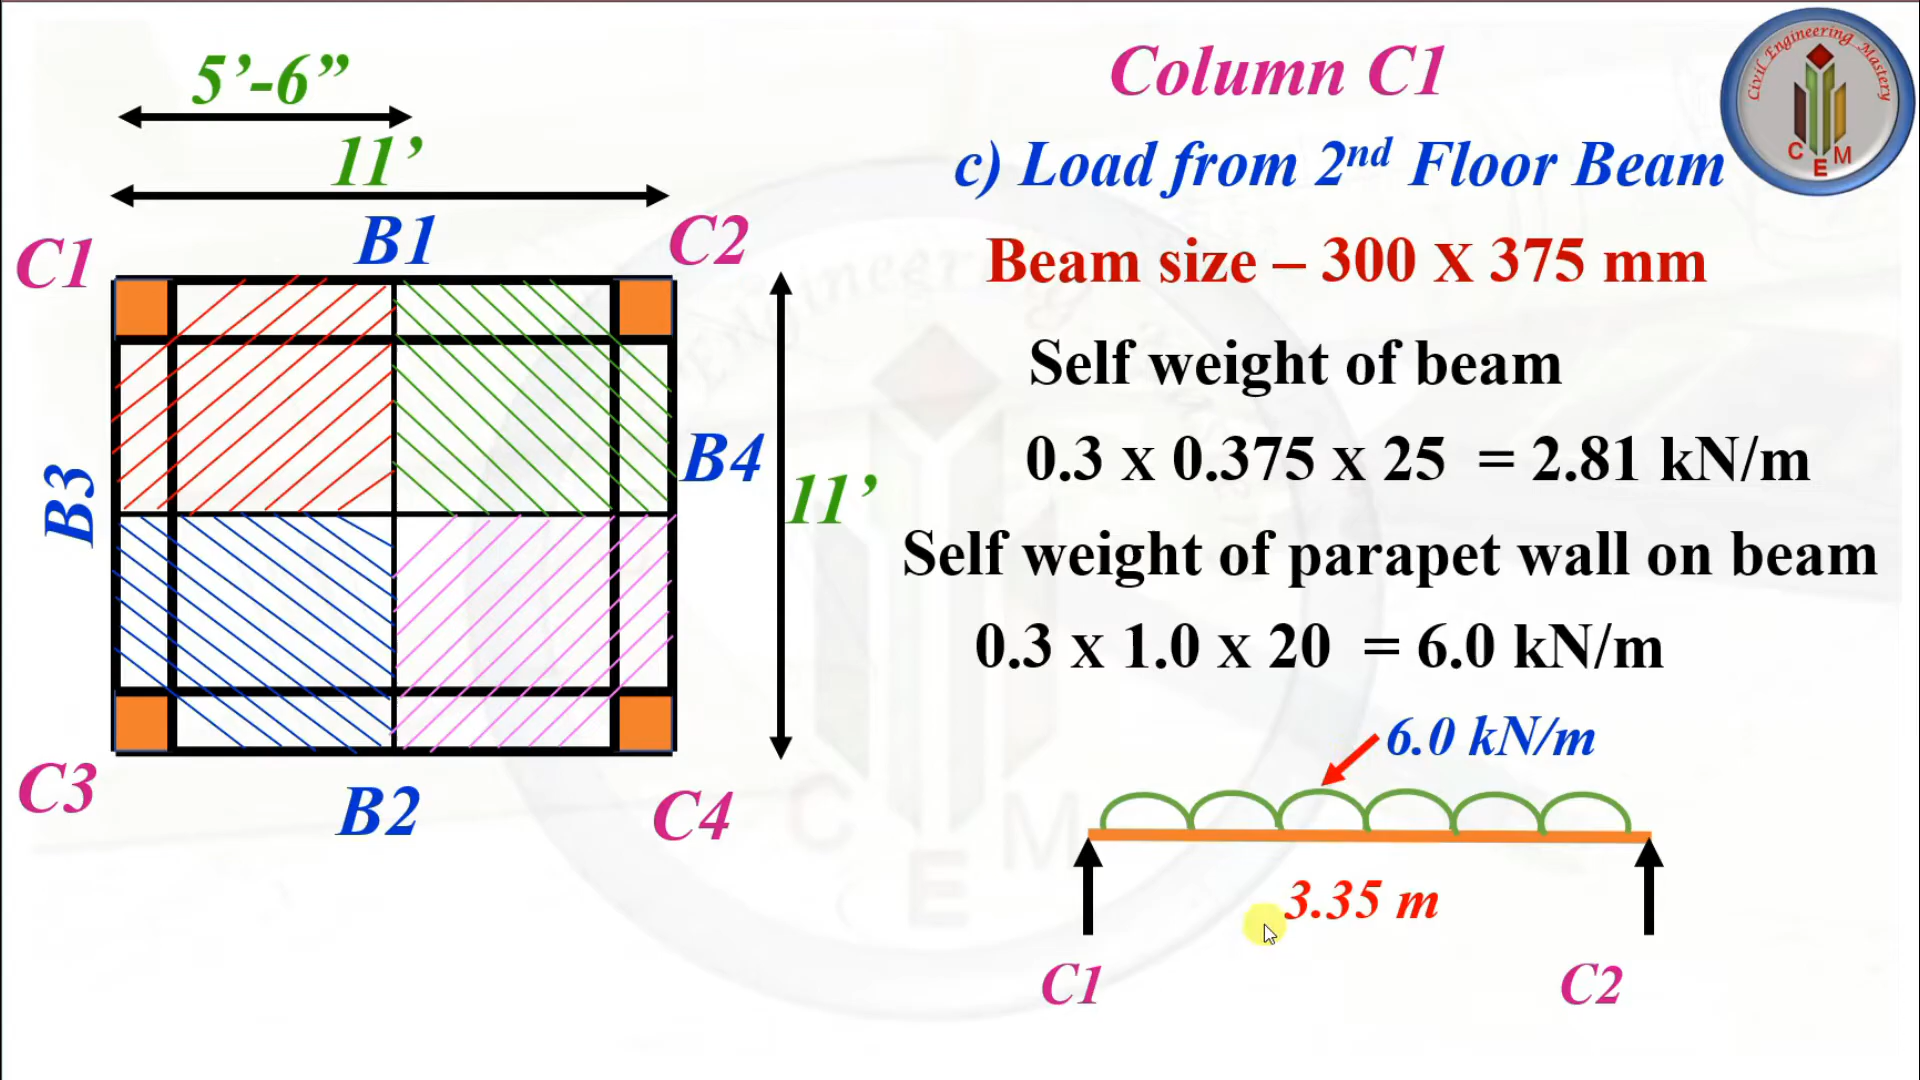 5’-6”
11’
B1
C1
C2
B3
B4
11’
C3
B2
C4
Column C1
c) Load from 2nd Floor Beam
Beam size – 300 X 375 mm
Self weight of beam
0.3 X 0.375 X 25 = 2.81 kN/m
Self weight of parapet wall on beam
0.3 X 1.0 X 20 = 6.0 kN/m
6.0 kN/m
3.35 m
C1
C2
Civil Engineering Mastery
C E M
C E M